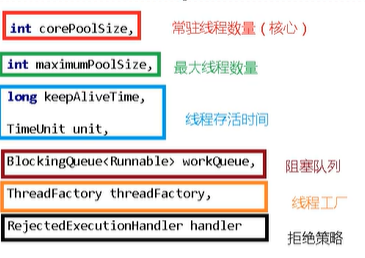 int corePoolSize, 常驻线程数量（核心）
int maximumPoolSize, 最大线程数量
long keepAliveTime,
线程存活时间
TimeUnit unit,
BlockingQueue<Runnable> workQueue, 阻塞队列
ThreadFactory threadFactory, 线程工厂
RejectedExecutionHandler handler 拒绝策略